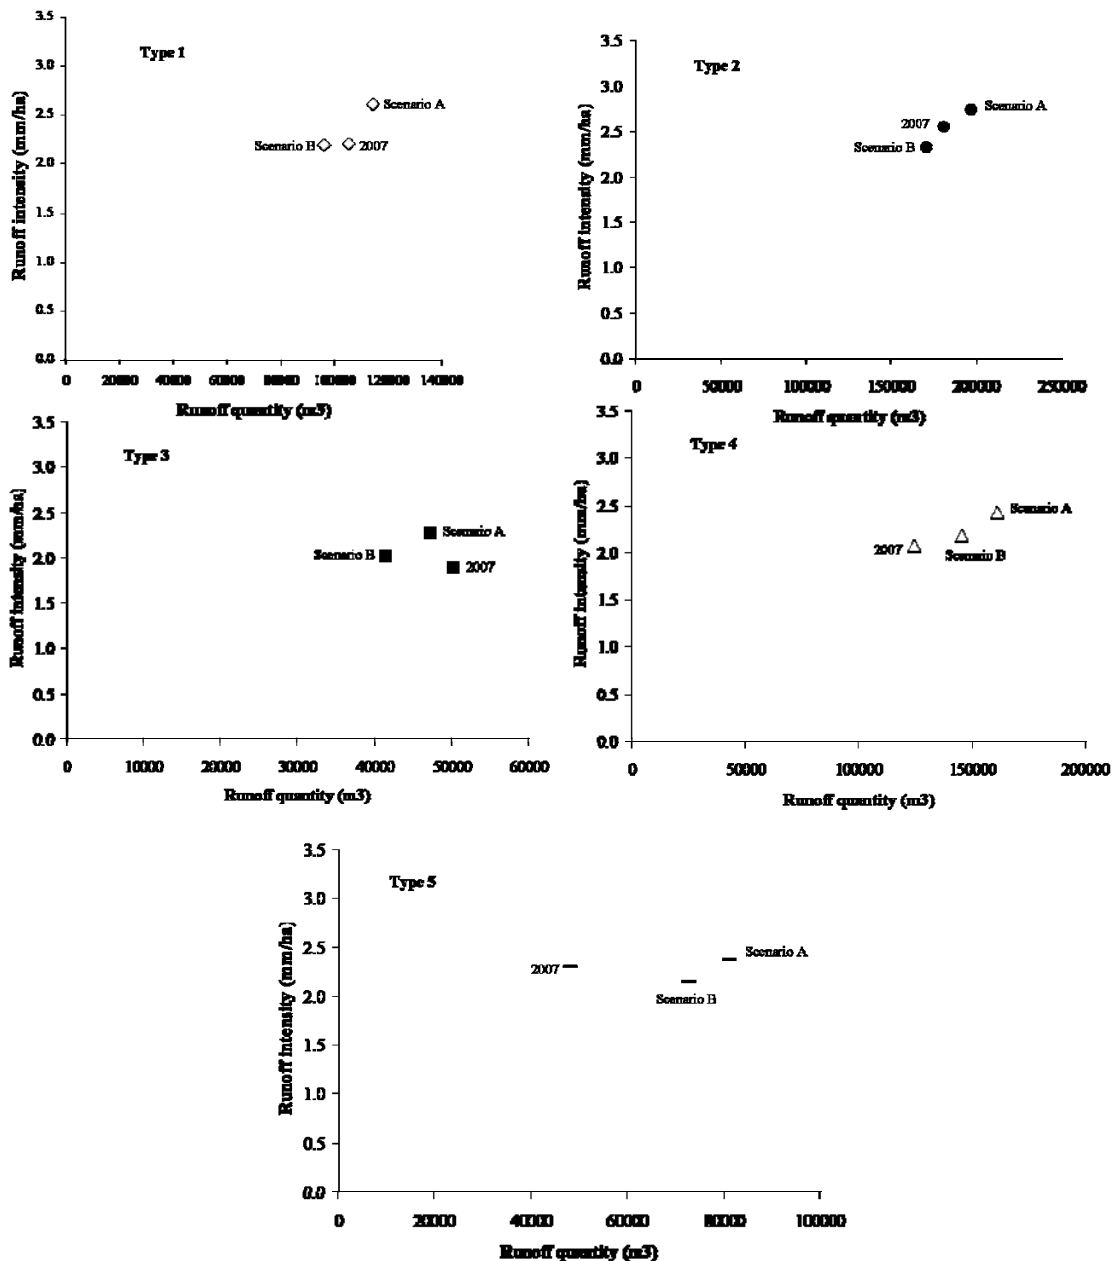 3.5
Type 1
3.0
2.5
Scenario A
Scenario B
2007
2.0
1.5
1.0
0.5
0.0
0 20000 40000 60000 80000 100000 120000 140000
Runoff intensity (mm/ha)
Runoff quantity (m3)
3.5
Type 2
3.0
Scenario A
2007
2.5
Scenario B
2.0
1.5
1.0
0.5
0.0
0 50000 100000 150000 200000 250000
Runoff intensity (mm/ha)
Runoff quantity (m3)
3.5
Type 3
3.0
2.5
Scenario A
Scenario B
2007
2.0
1.5
1.0
0.5
0.0
0 10000 20000 30000 40000 50000 60000
Runoff intensity (mm/ha)
Runoff quantity (m3)
3.5
Type 4
3.0
2.5
Scenario A
2007
Scenario B
2.0
1.5
1.0
0.5
0.0
0 50000 100000 150000 200000
Runoff intensity (mm/ha)
Runoff quantity (m3)
3.5
Type 5
3.0
2.5
Scenario A
2007
Scenario B
2.0
1.5
1.0
0.5
0.0
0 20000 40000 60000 80000 100000
Runoff intensity (mm/ha)
Runoff quantity (m3)